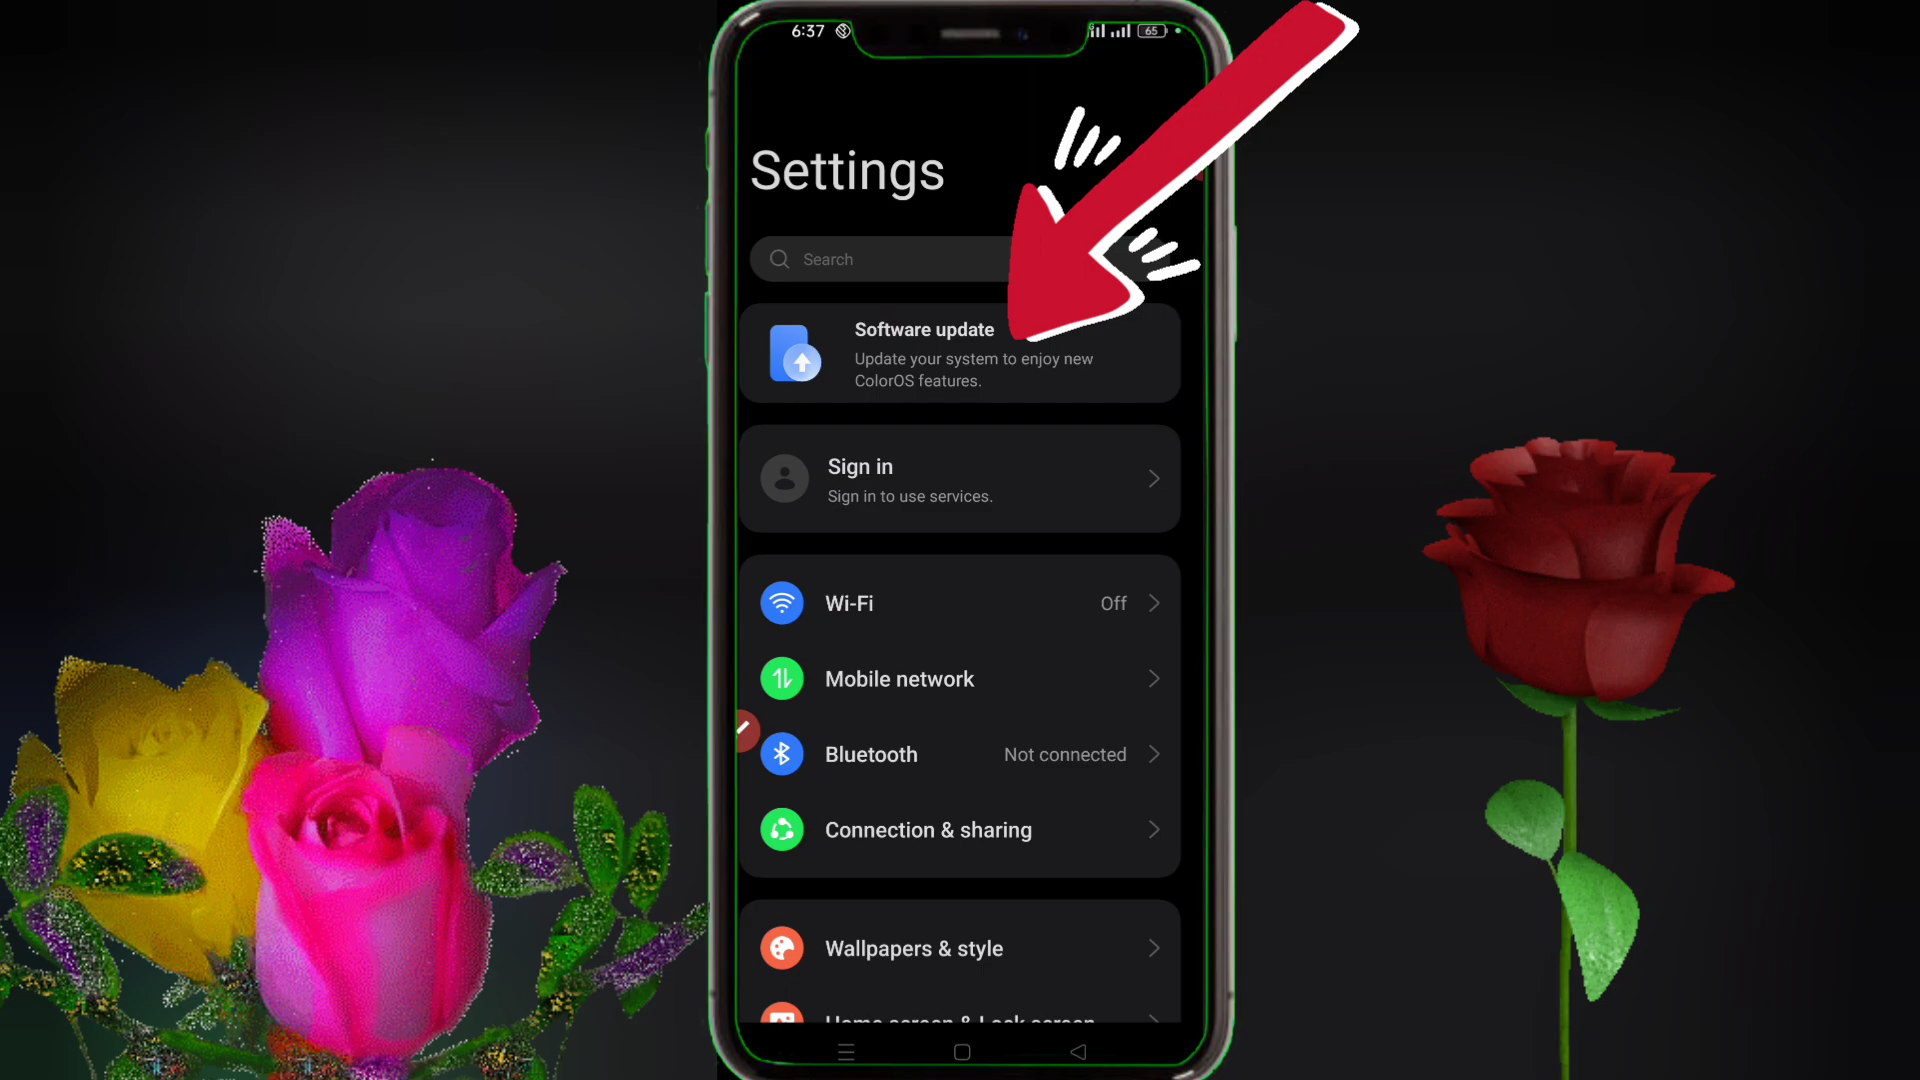 6:37
65
Settings
Search
Software update
Update your system to enjoy new
ColorOS features.
Sign in
Sign in to use services.
Wi-Fi Off
Mobile network
Bluetooth Not connected
Connection & sharing
Wallpapers & style
Home screen & Lock screen